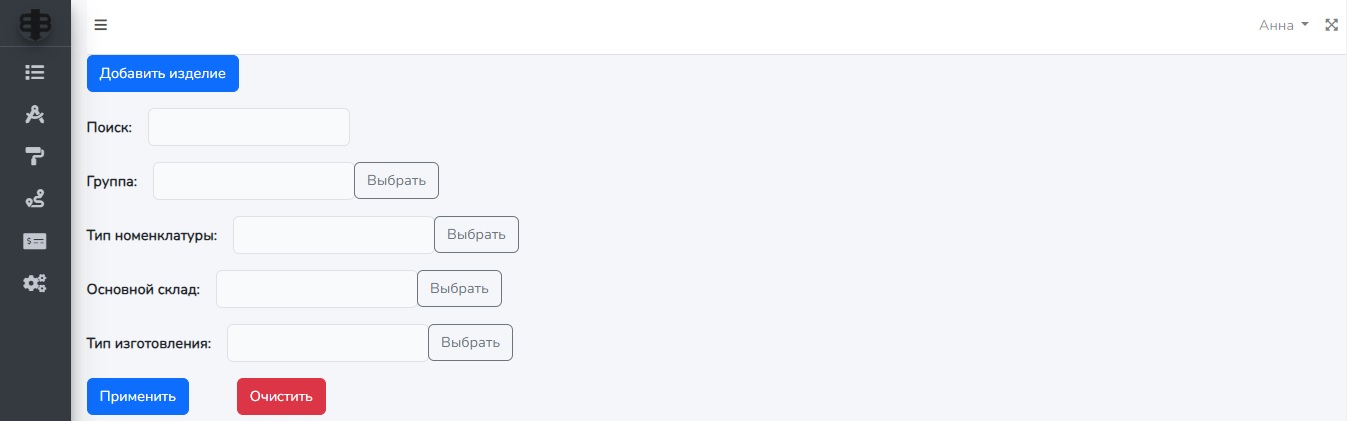 Анна
Добавить изделие
Поиск:
Группа: Выбрать
Тип номенклатуры: Выбрать
Основной склад: Выбрать
Тип изготовления: Выбрать
Применить Очистить